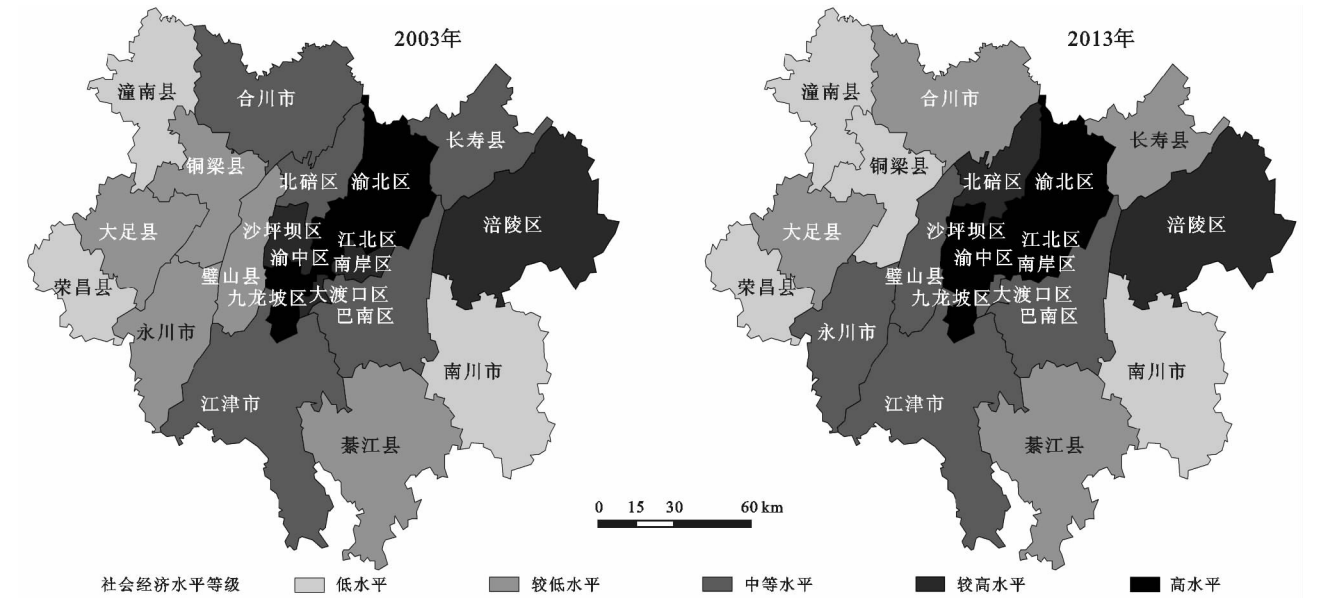 2003年
潼南县
合川市
长寿县
铜梁县
北碚区
渝北区
大足县
沙坪坝区
江北区
涪陵区
渝中区
南岸区
荣昌县
璧山县
九龙坡区
大渡口区
巴南区
永川市
南川市
江津市
綦江县
2013年
潼南县
合川市
长寿县
铜梁县
北碚区
渝北区
大足县
沙坪坝区
江北区
涪陵区
渝中区
南岸区
荣昌县
璧山县
九龙坡区
大渡口区
巴南区
永川市
南川市
江津市
綦江县
0 15 30 60 km
社会经济水平等级 低水平 较低水平 中等水平 较高水平 高水平